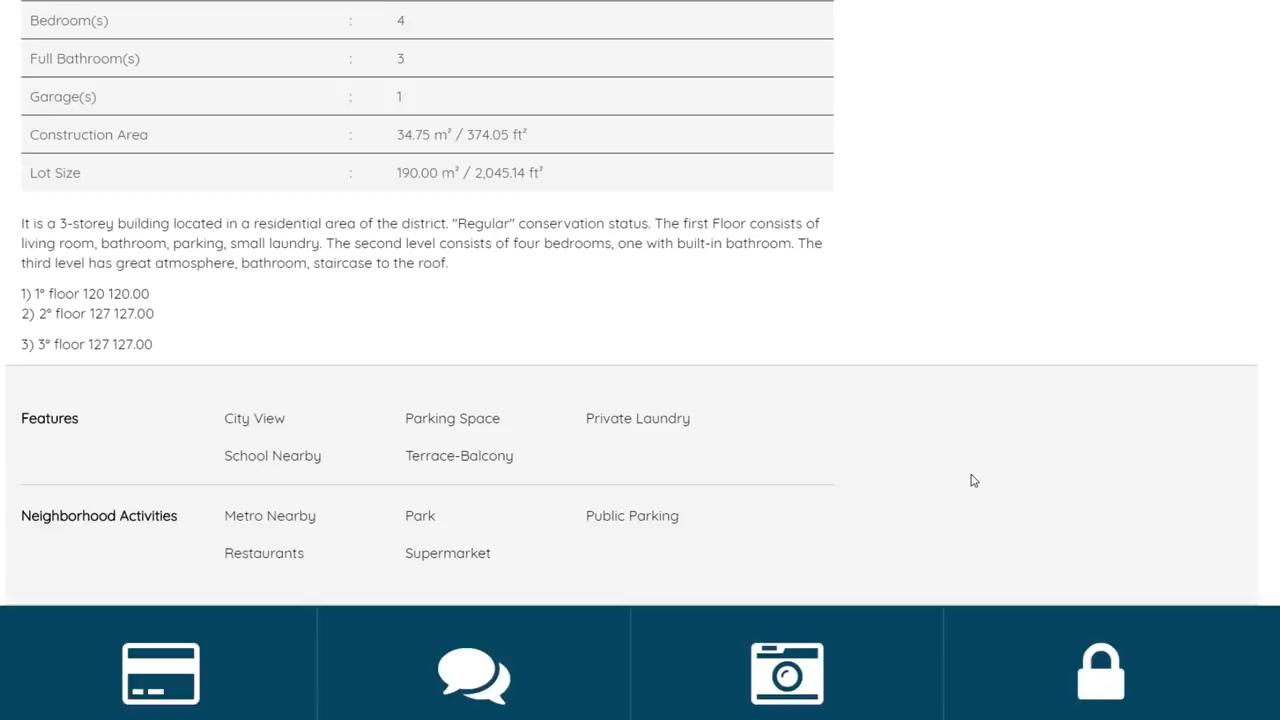 Bedroom(s) : 4
Full Bathroom(s) : 3
Garage(s) : 1
Construction Area : 34.75 m² / 374.05 ft²
Lot Size : 190.00 m² / 2,045.14 ft²
It is a 3-storey building located in a residential area of the district. "Regular" conservation status. The first Floor consists of
living room, bathroom, parking, small laundry. The second level consists of four bedrooms, one with built-in bathroom. The
third level has great atmosphere, bathroom, staircase to the roof.
1) 1° floor 120 120.00
2) 2° floor 127 127.00
3) 3° floor 127 127.00
Features City View Parking Space Private Laundry
School Nearby Terrace-Balcony
Neighborhood Activities Metro Nearby Park Public Parking
Restaurants Supermarket